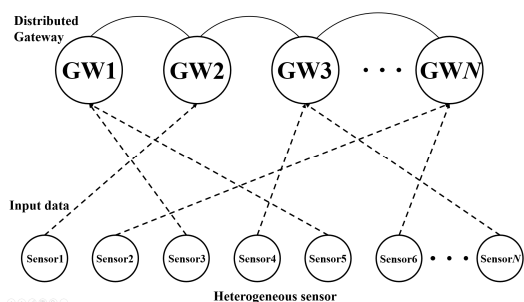 Distributed
Gateway
GW1 GW2 GW3 • • • GWN
Input data
Sensor1 Sensor2 Sensor3 Sensor4 Sensor5 Sensor6 • • • SensorN
Heterogeneous sensor